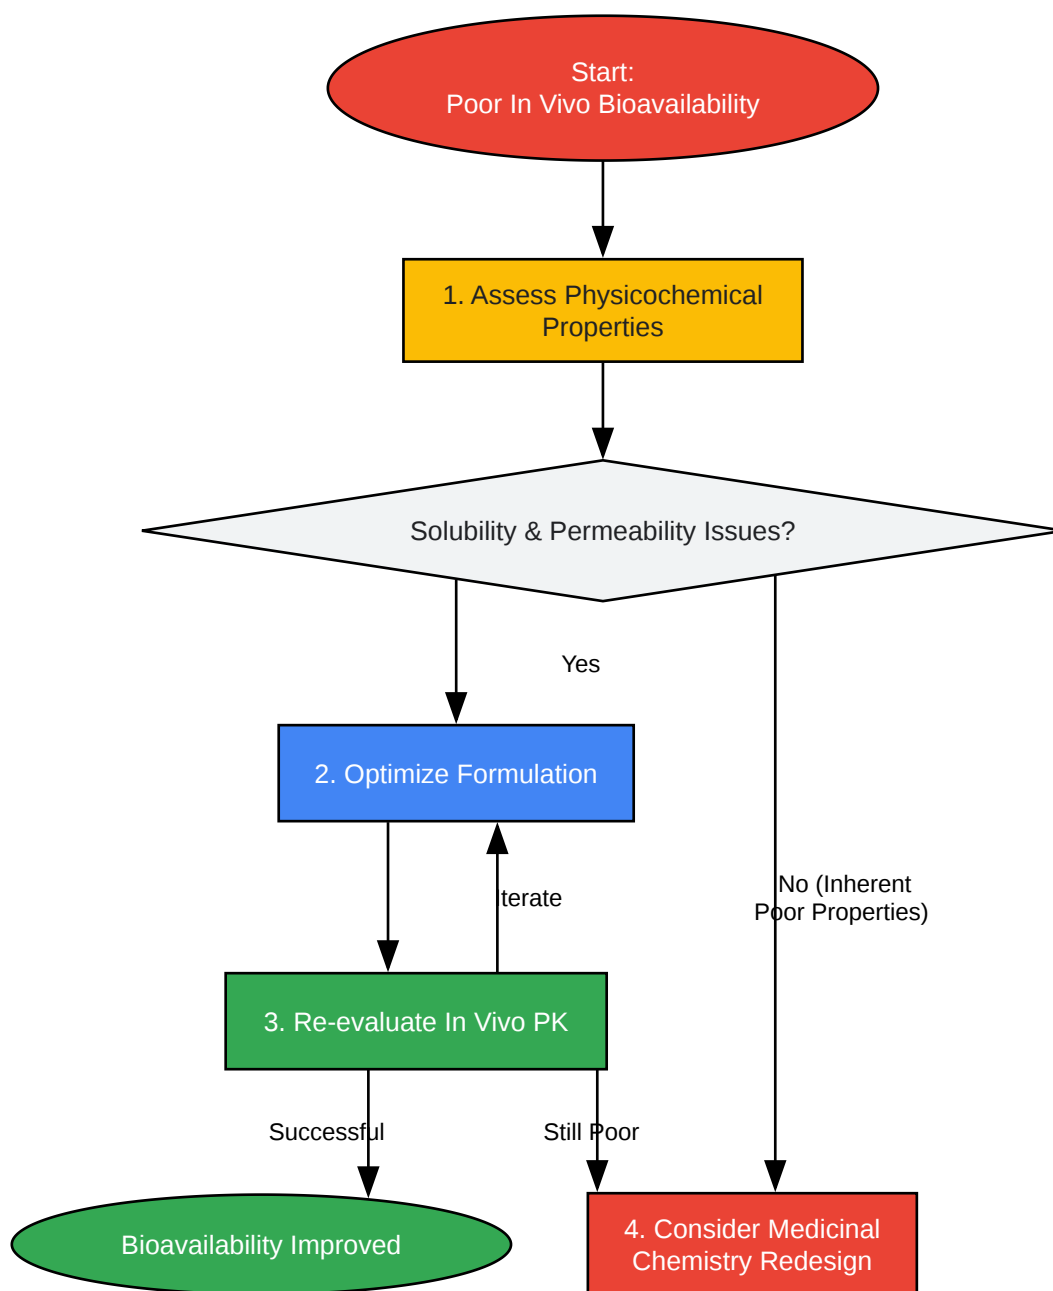 Start:
Poor In Vivo Bioavailability
1. Assess Physicochemical
Properties
Solubility & Permeability Issues?
Yes
2. Optimize Formulation
Iterate
No (Inherent
Poor Properties)
3. Re-evaluate In Vivo PK
Successful
Still Poor
Bioavailability Improved
4. Consider Medicinal
Chemistry Redesign